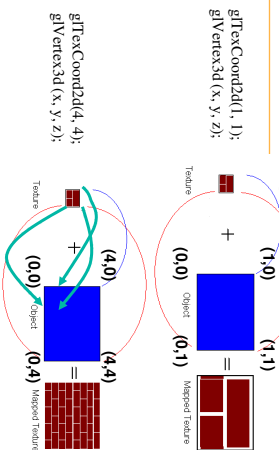 glTexCoord2d(1, 1);
glVertex3d (x, y, z);
(1,0) (1,1)
+ =
(0,0) (0,1)
Texture Object Mapped Texture
glTexCoord2d(4, 4);
glVertex3d (x, y, z);
(4,0) (4,4)
+ =
(0,0) (0,4)
Texture Object Mapped Texture